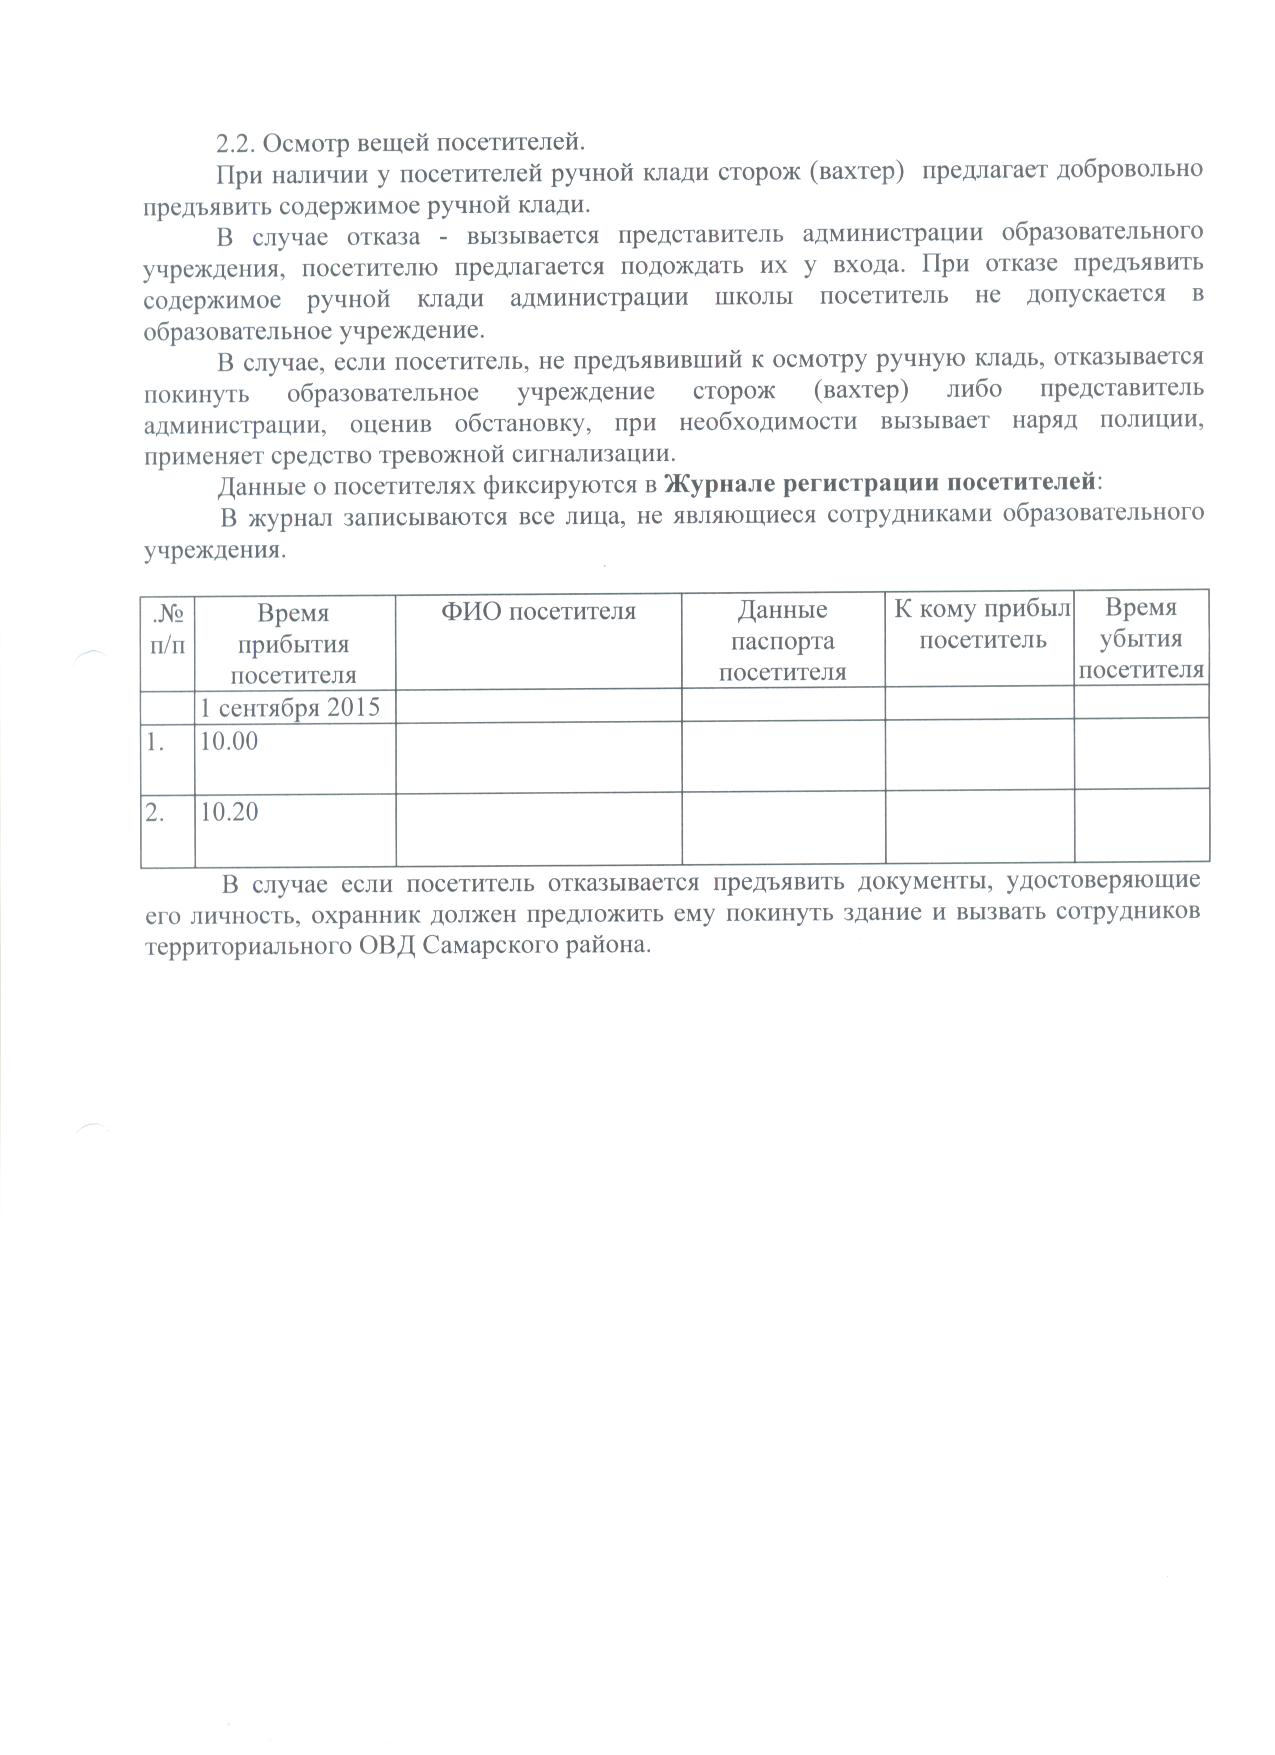 2.2. Осмотр вещей посетителей.
При наличии у посетителей ручной клади сторож (вахтер) предлагает добровольно
предъявить содержимое ручной клади.
В случае отказа - вызывается представитель администрации образовательного
учреждения, посетителю предлагается подождать их у входа. При отказе предъявить
содержимое ручной клади администрации школы посетитель не допускается в
образовательное учреждение.
В случае, если посетитель, не предъявивший к осмотру ручную кладь, отказывается
покинуть образовательное учреждение сторож (вахтер) либо представитель
администрации, оценив обстановку, при необходимости вызывает наряд полиции,
применяет средство тревожной сигнализации.
Данные о посетителях фиксируются в Журнале регистрации посетителей:
В журнал записываются все лица, не являющиеся сотрудниками образовательного
учреждения.
.№ п/п
Время прибытия посетителя
ФИО посетителя
Данные паспорта посетителя
К кому прибыл посетитель
Время убытия посетителя
1 сентября 2015
1. 10.00
2. 10.20
В случае если посетитель отказывается предъявить документы, удостоверяющие
его личность, охранник должен предложить ему покинуть здание и вызвать сотрудников
территориального ОВД Самарского района.